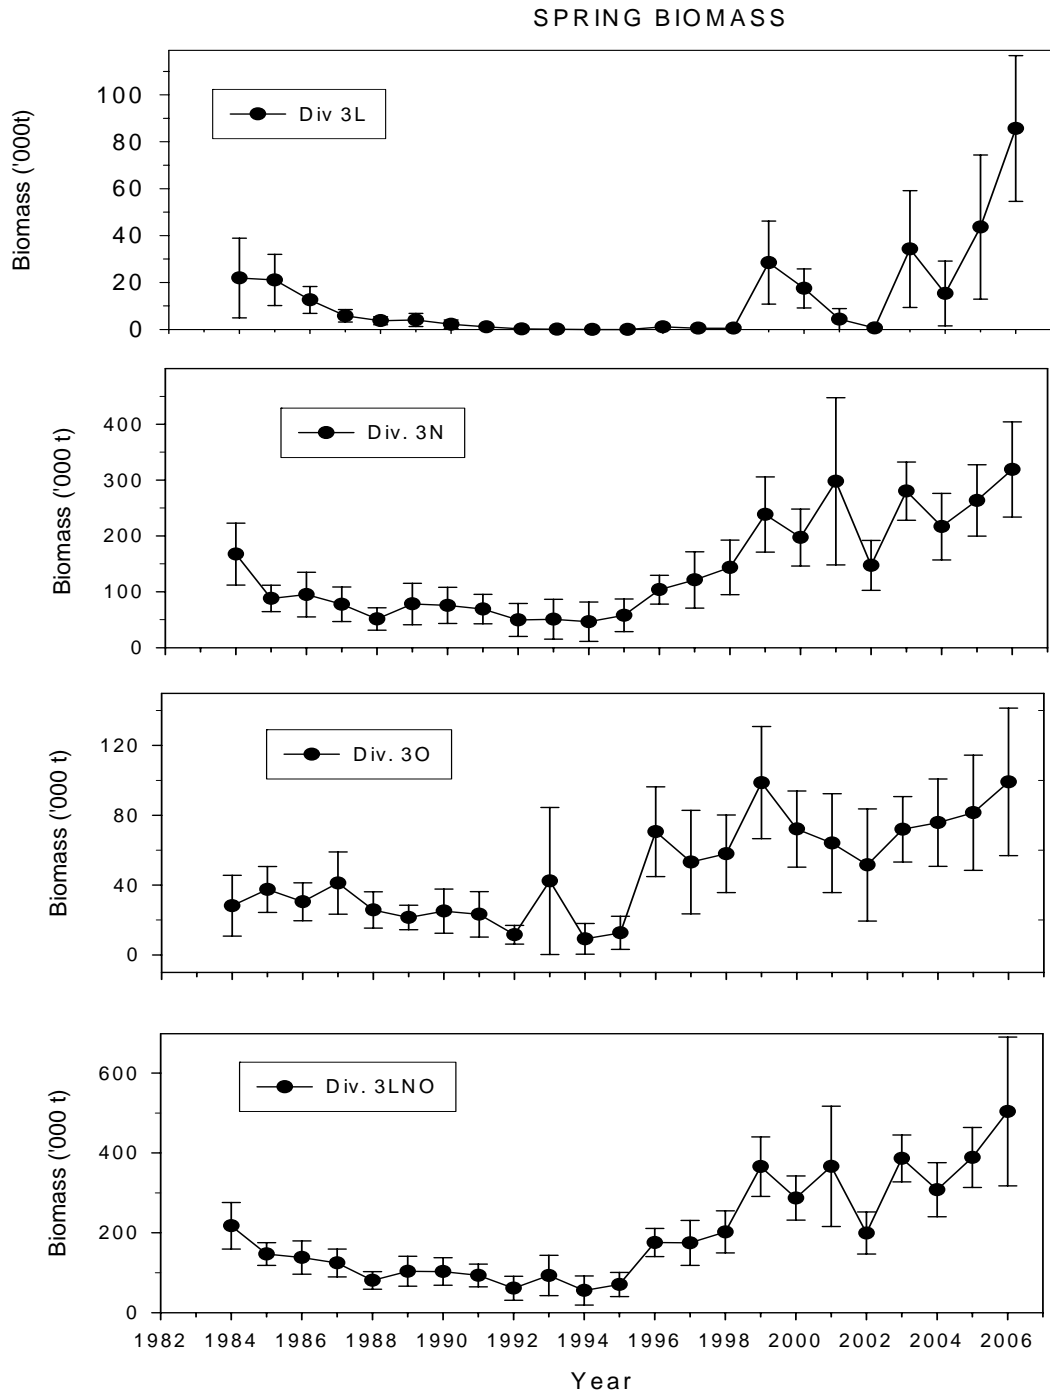 SPRING BIOMASS
Biomass ('000t)
100
80
60
40
20
0
Div 3L
Biomass ('000 t)
400
300
200
100
0
Div. 3N
Biomass ('000 t)
120
80
40
0
Div. 3O
Biomass ('000 t)
600
400
200
0
Div. 3LNO
1982 1984 1986 1988 1990 1992 1994 1996 1998 2000 2002 2004 2006
Year